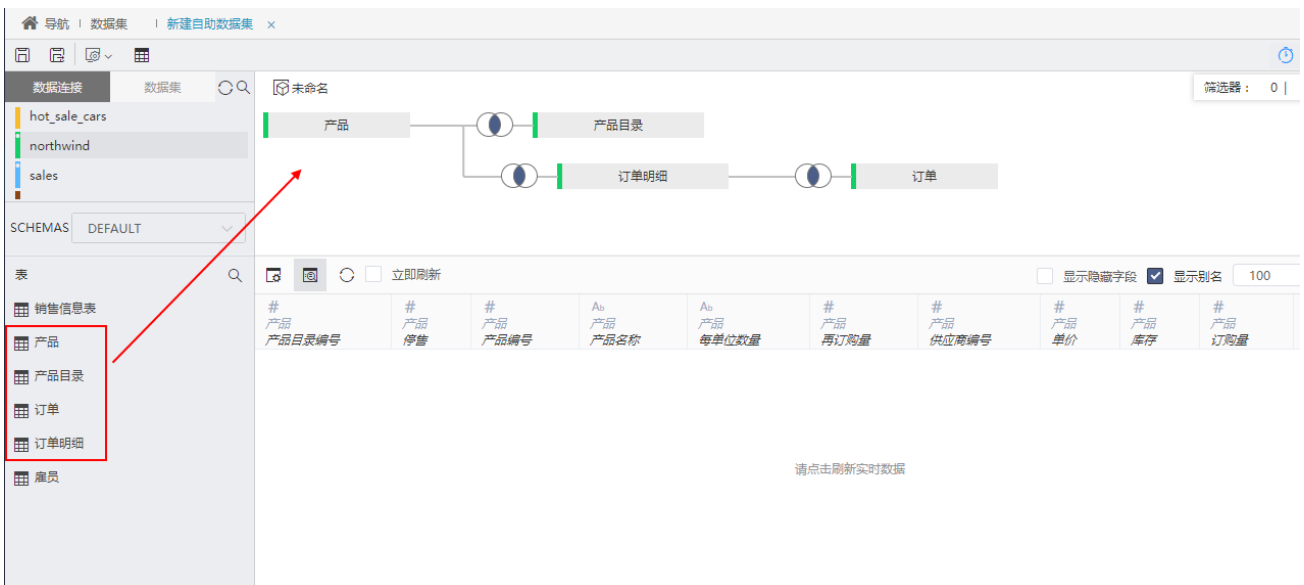 导航 数据集 新建自助数据集 ×
数据连接 数据集
未命名
筛选器： 0 |
hot_sale_cars
northwind
sales
产品 产品目录
订单明细 订单
SCHEMAS DEFAULT
表
立即刷新
显示隐藏字段 显示别名 100
# # # Ab Ab # # # # #
产品 产品 产品 产品 产品 产品 产品 产品 产品 产品
产品目录编号 停售 产品编号 产品名称 每单位数量 再订购量 供应商编号 单价 库存 订购量
销售信息表
产品
产品目录
订单
订单明细
雇员
请点击刷新实时数据